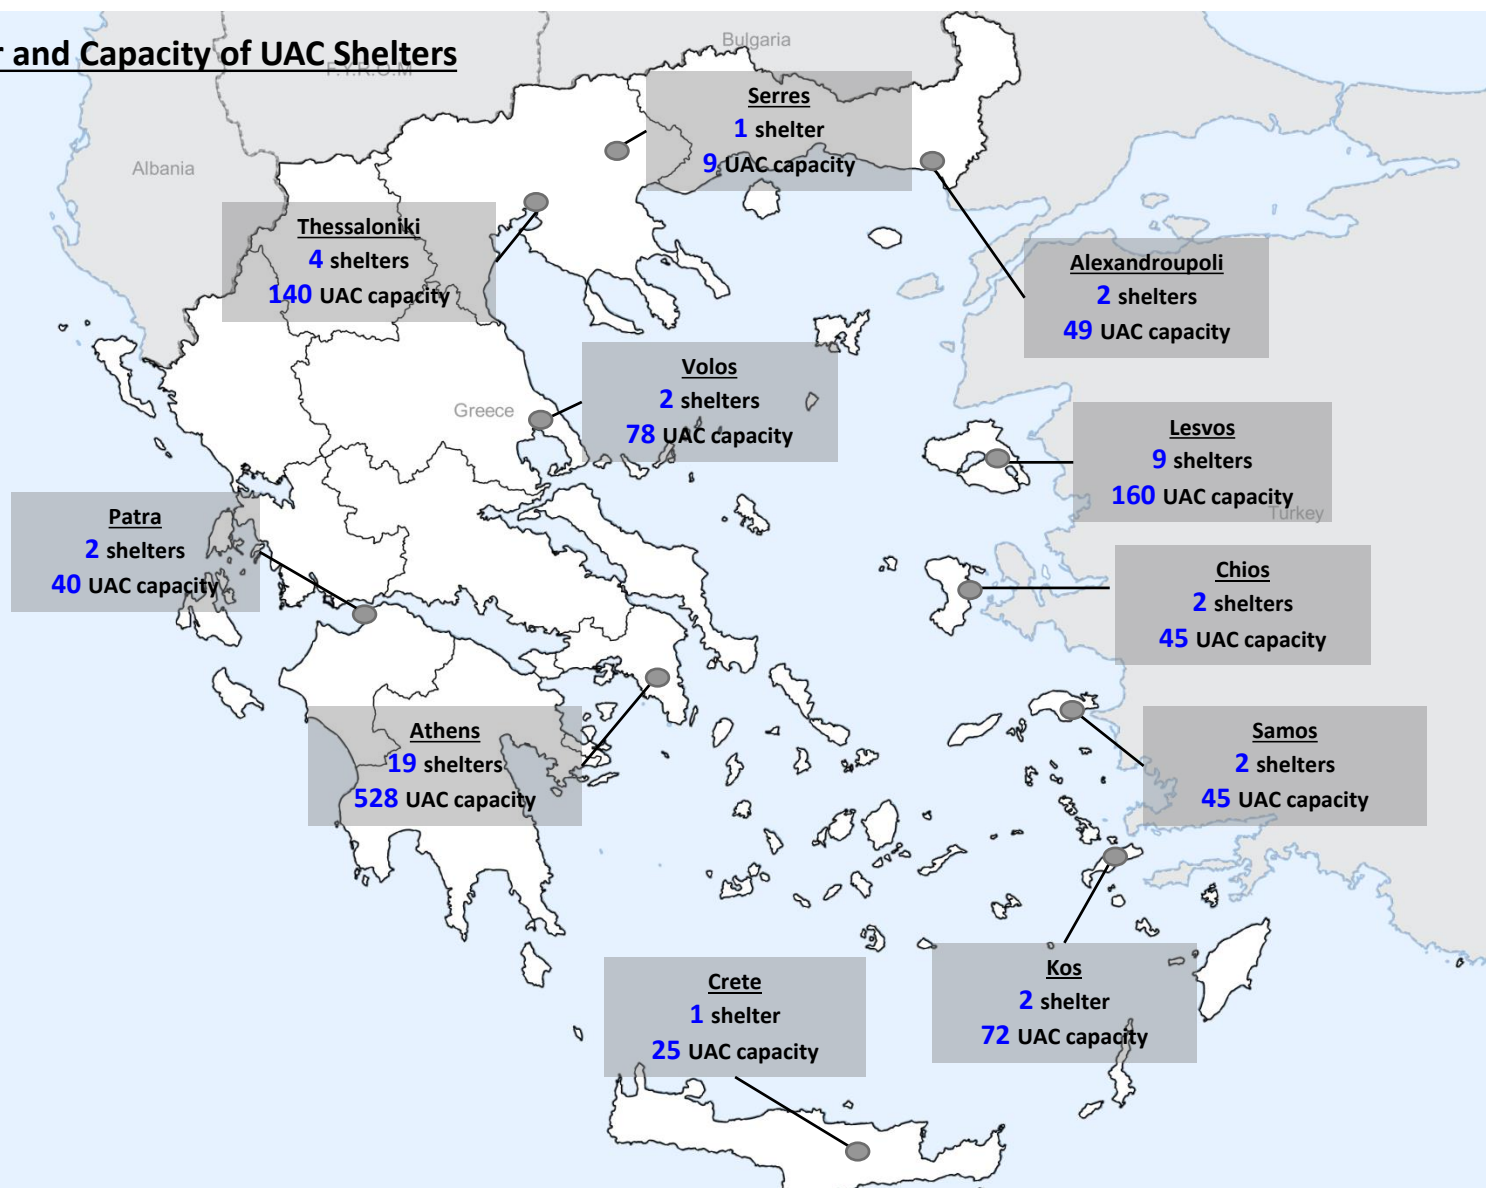 r and Capacity of UAC Shelters
Bulgaria
F.Y.R.O.M
Albania
Serres
1 shelter
9 UAC capacity
Thessaloniki
4 shelters
140 UAC capacity
Alexandroupoli
2 shelters
49 UAC capacity
Volos
2 shelters
78 UAC capacity
Greece
Lesvos
9 shelters
160 UAC capacity
Turkey
Patra
2 shelters
40 UAC capacity
Chios
2 shelters
45 UAC capacity
Athens
19 shelters
528 UAC capacity
Samos
2 shelters
45 UAC capacity
Crete
1 shelter
25 UAC capacity
Kos
2 shelter
72 UAC capacity